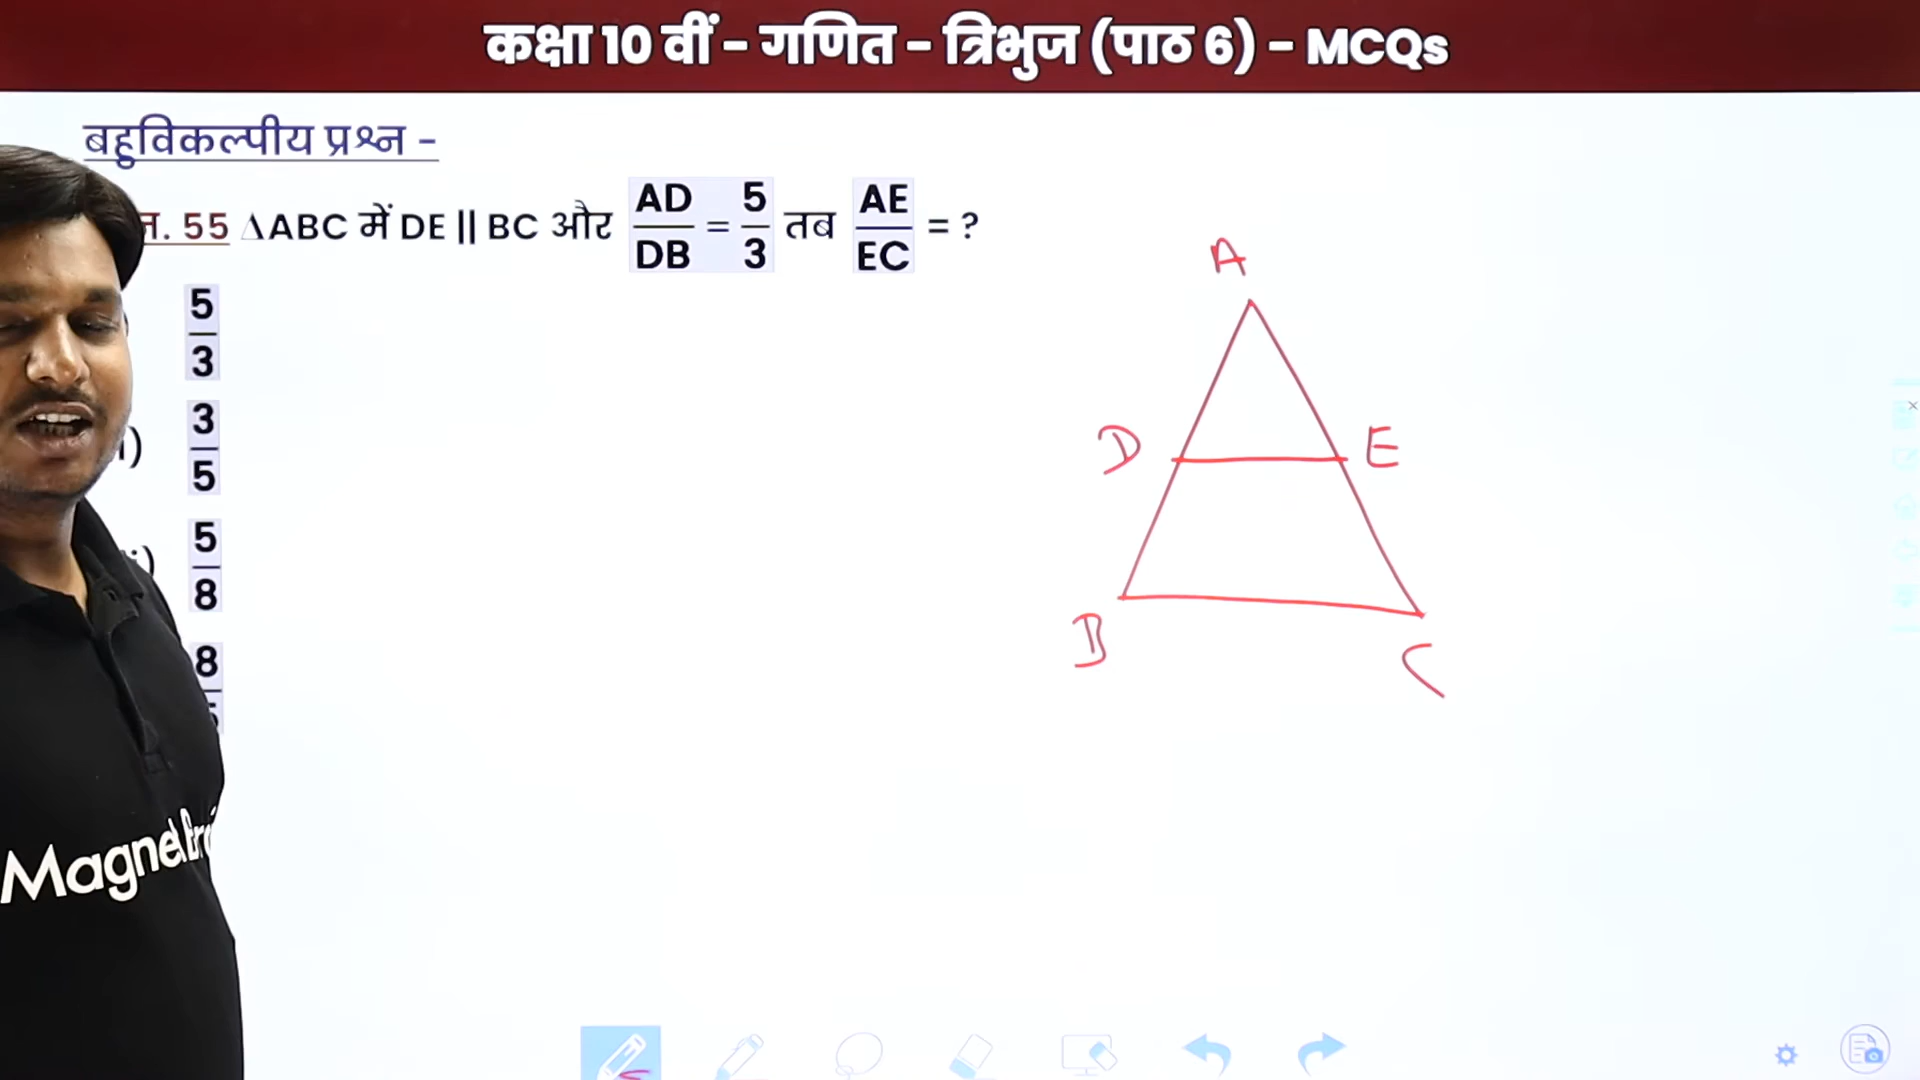 कक्षा 10 वीं - गणित - त्रिभुज (पाठ 6) - MCQs
बहुविकल्पीय प्रश्न -
55 ΔABC में DE || BC और AD/DB = 5/3 तब AE/EC = ?
5/3
3/5
5/8
8
A
D E
B C
Magnet